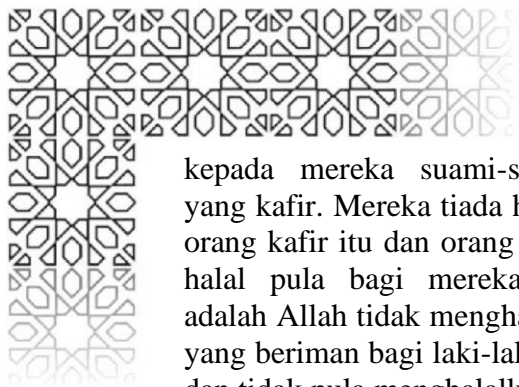 kepada mereka
yang kafir. Mereka tiada
orang kafir itu dan orang
halal pula bagi mereka
adalah Allah tidak
yang beriman bagi
dan tidak pula